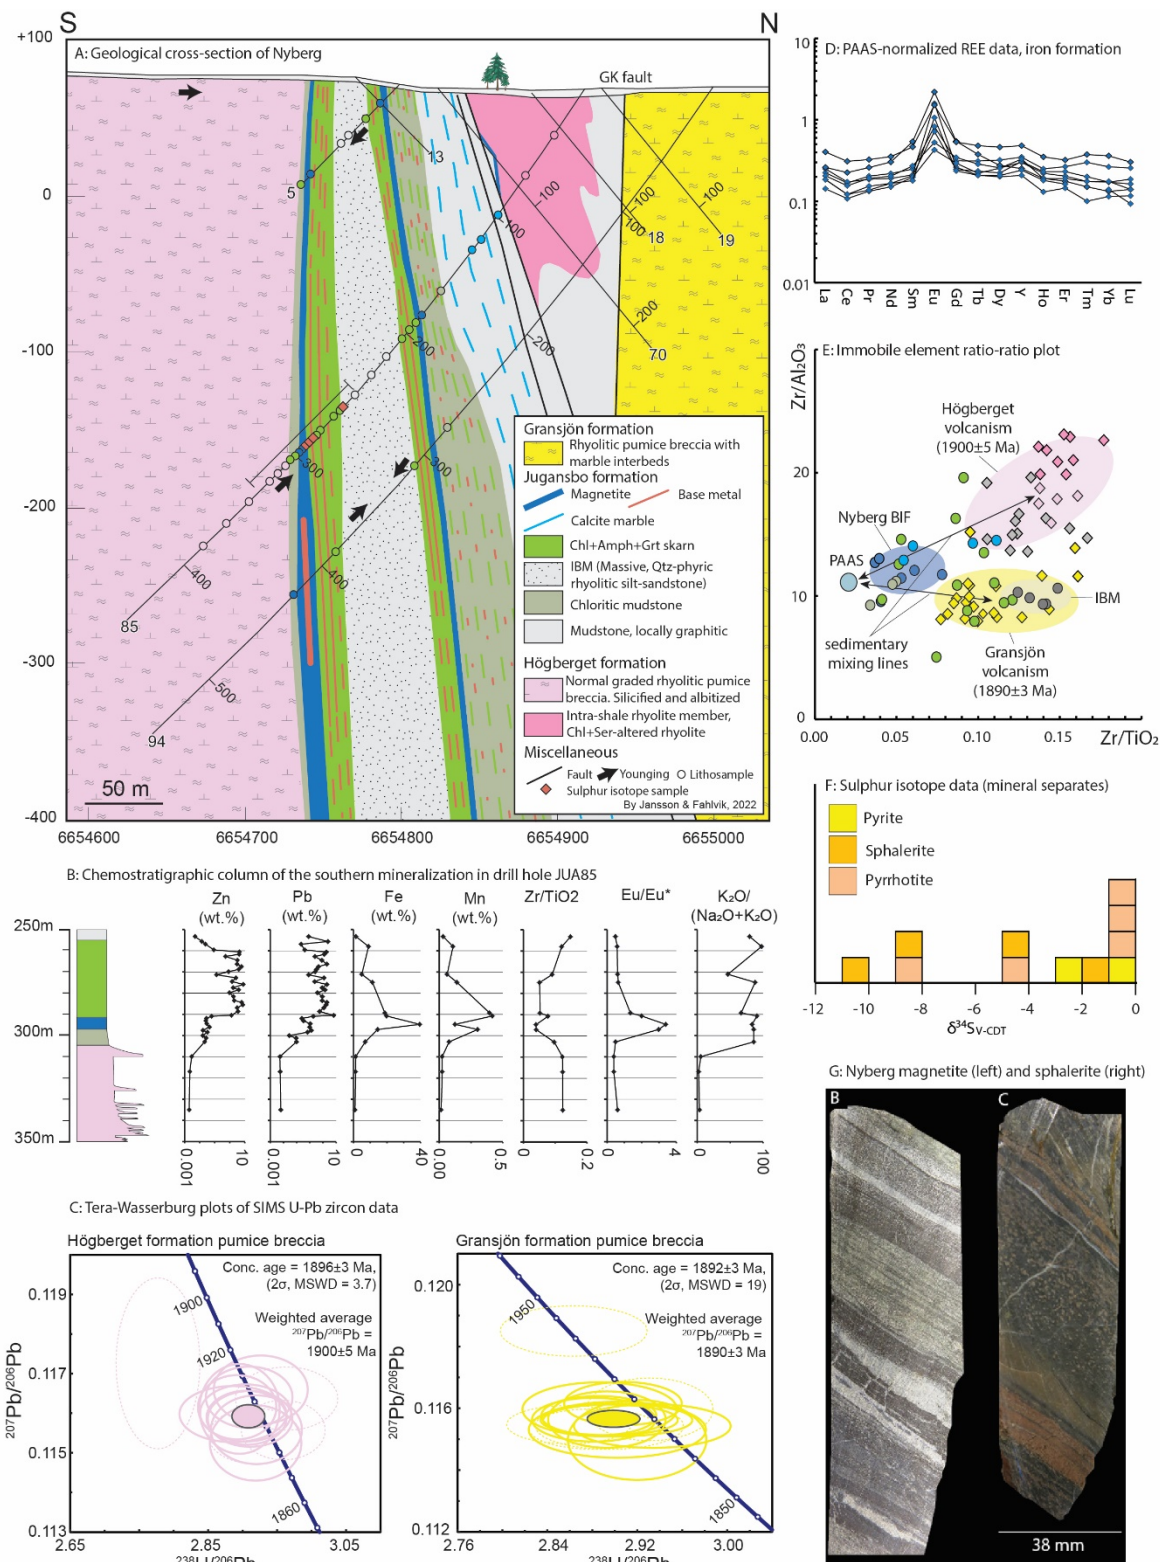 S
N
A: Geological cross-section of Nyberg
GK fault
+100
0
-100
-200
-300
-400
5
13
100
100
100
100
18
19
200
200
200
70
300
300
400
400
500
85
94
50 m
6654600
6654700
6654800
6654900
6655000
Gransjön formation
Rhyolitic pumice breccia with
marble interbeds
Jugansbo formation
Magnetite
Base metal
Calcite marble
Chl+Amph+Grt skarn
IBM (Massive, Qtz-phyric
rhyolitic silt-sandstone)
Chloritic mudstone
Mudstone, locally graphitic
Högberget formation
Normal graded rhyolitic pumice
breccia. Silicified and albitized
Intra-shale rhyolite member,
Chl+Ser-altered rhyolite
Miscellaneous
Fault
Younging
Lithosample
Sulphur isotope sample
By Jansson & Fahlvik, 2022
D: PAAS-normalized REE data, iron formation
10
1
0.1
0.01
La
Ce
Pr
Nd
Sm
Eu
Gd
Tb
Dy
Y
Ho
Er
Tm
Yb
Lu
E: Immobile element ratio-ratio plot
Zr/Al₂O₃
20
10
0
0.00
0.05
0.10
0.15
0.20
Zr/TiO₂
Högberget
volcanism
(1900±5 Ma)
Nyberg BIF
PAAS
IBM
sedimentary
mixing lines
Gransjön
volcanism
(1890±3 Ma)
F: Sulphur isotope data (mineral separates)
Pyrite
Sphalerite
Pyrrhotite
-12
-10
-8
-6
-4
-2
0
δ³⁴SV-CDT
B: Chemostratigraphic column of the southern mineralization in drill hole JUA85
Zn
(wt.%)
Pb
(wt.%)
Fe
(wt.%)
Mn
(wt.%)
Zr/TiO2
Eu/Eu*
K₂O/
(Na₂O+K₂O)
250m
300m
350m
0.001
10
0.001
10
0
40
0.001
0.5
0
0.2
0
4
0
100
G: Nyberg magnetite (left) and sphalerite (right)
B
C
38 mm
C: Tera-Wasserburg plots of SIMS U-Pb zircon data
Högberget formation pumice breccia
Conc. age = 1896±3 Ma,
(2σ, MSWD = 3.7)
Weighted average
²⁰⁷Pb/²⁰⁶Pb =
1900±5 Ma
²⁰⁷Pb/²⁰⁶Pb
0.119
0.117
0.115
0.113
1900
1920
1860
2.65
2.85
3.05
²³⁸U/²⁰⁶Pb
Gransjön formation pumice breccia
Conc. age = 1892±3 Ma,
(2σ, MSWD = 19)
Weighted average
²⁰⁷Pb/²⁰⁶Pb =
1890±3 Ma
²⁰⁷Pb/²⁰⁶Pb
0.120
0.116
0.112
1950
1850
2.76
2.84
2.92
3.00
²³⁸U/²⁰⁶Pb